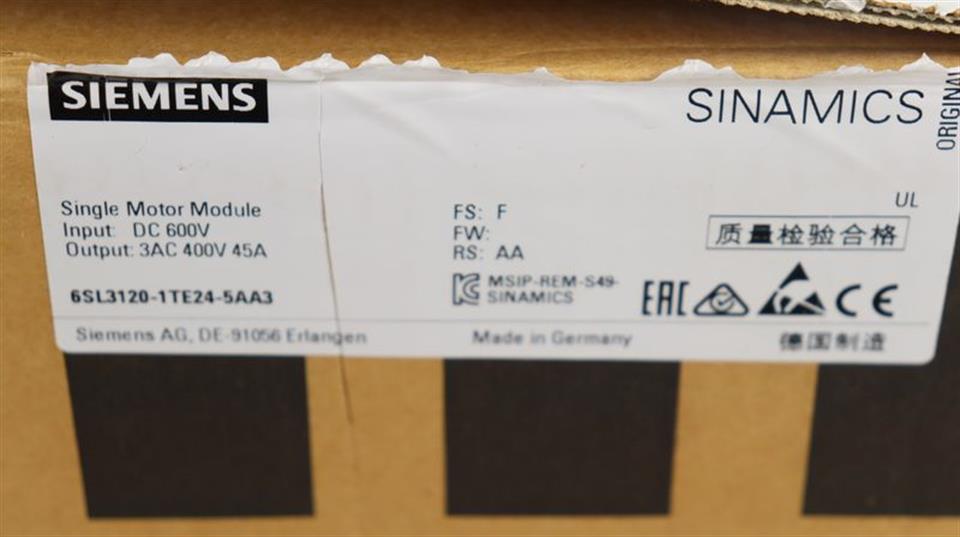 SIEMENS
SINAMICS
ORIGINAL
Single Motor Module
Input: DC 600V
Output: 3AC 400V 45A
6SL3120-1TE24-5AA3
FS: F
FW:
RS: AA
MSIP-REM-S49-
SINAMICS
UL
质量检验合格
EAC
CE
Siemens AG, DE-91056 Erlangen
Made in Germany
德国制造